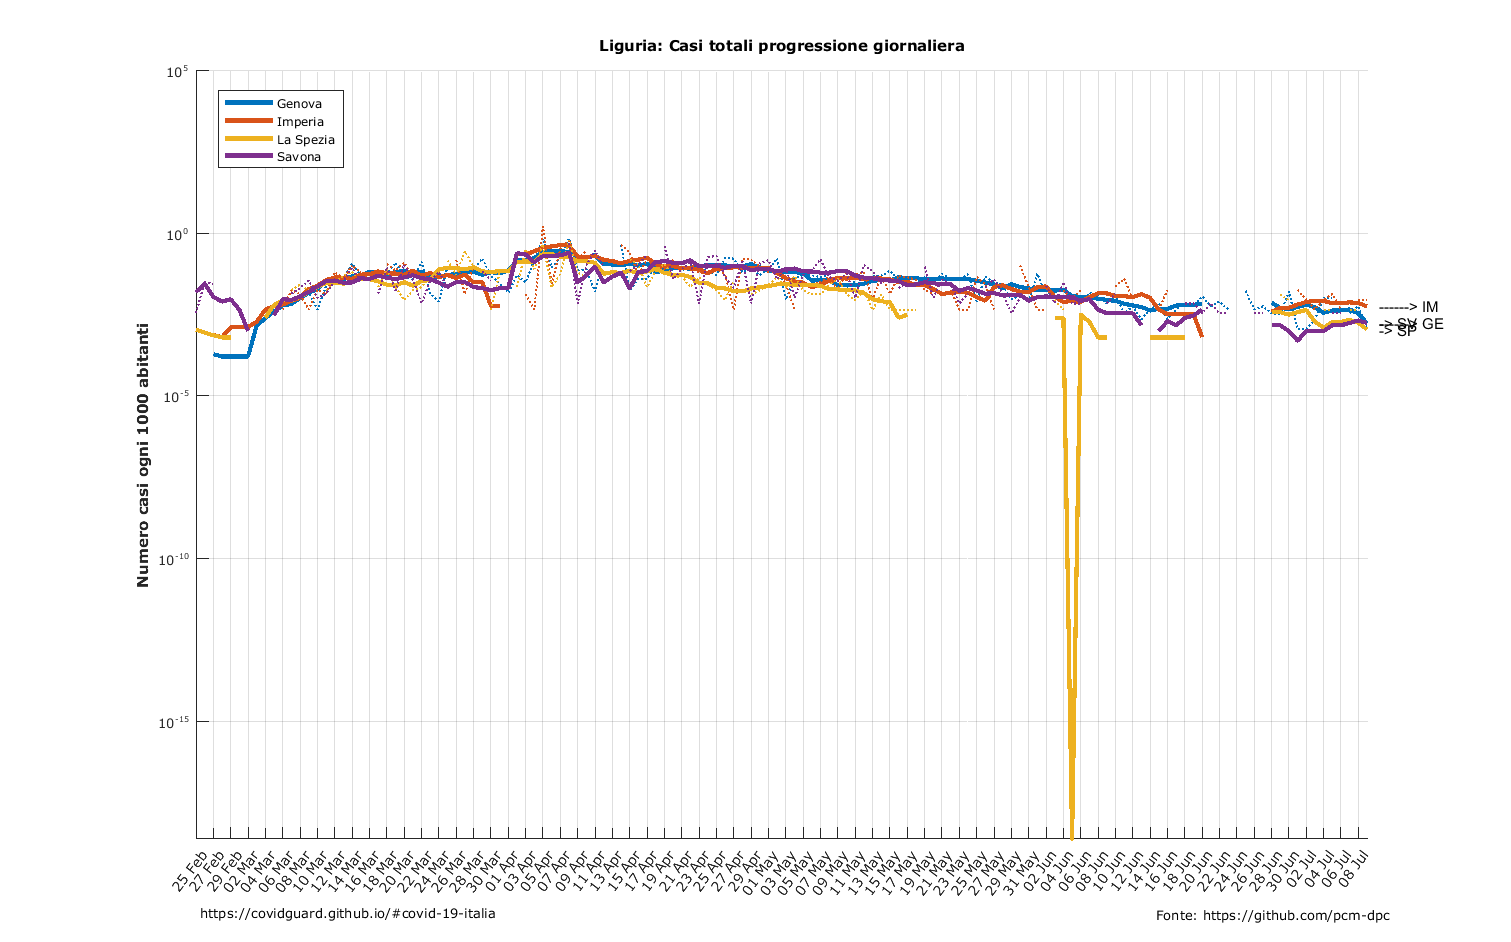 Liguria: Casi totali progressione giornaliera
10^5
10^0
10^-5
10^-10
10^-15
Numero casi ogni 1000 abitanti
Genova
Imperia
La Spezia
Savona
------> IM
-> SV GE
-> SP
25 Feb
27 Feb
29 Feb
02 Mar
04 Mar
06 Mar
08 Mar
10 Mar
12 Mar
14 Mar
16 Mar
18 Mar
20 Mar
22 Mar
24 Mar
26 Mar
28 Mar
30 Mar
01 Apr
03 Apr
05 Apr
07 Apr
09 Apr
11 Apr
13 Apr
15 Apr
17 Apr
19 Apr
21 Apr
23 Apr
25 Apr
27 Apr
29 Apr
01 May
03 May
05 May
07 May
09 May
11 May
13 May
15 May
17 May
19 May
21 May
23 May
25 May
27 May
29 May
31 May
02 Jun
04 Jun
06 Jun
08 Jun
10 Jun
12 Jun
14 Jun
16 Jun
18 Jun
20 Jun
22 Jun
24 Jun
26 Jun
28 Jun
30 Jun
02 Jul
04 Jul
06 Jul
08 Jul
https://covidguard.github.io/#covid-19-italia
Fonte: https://github.com/pcm-dpc